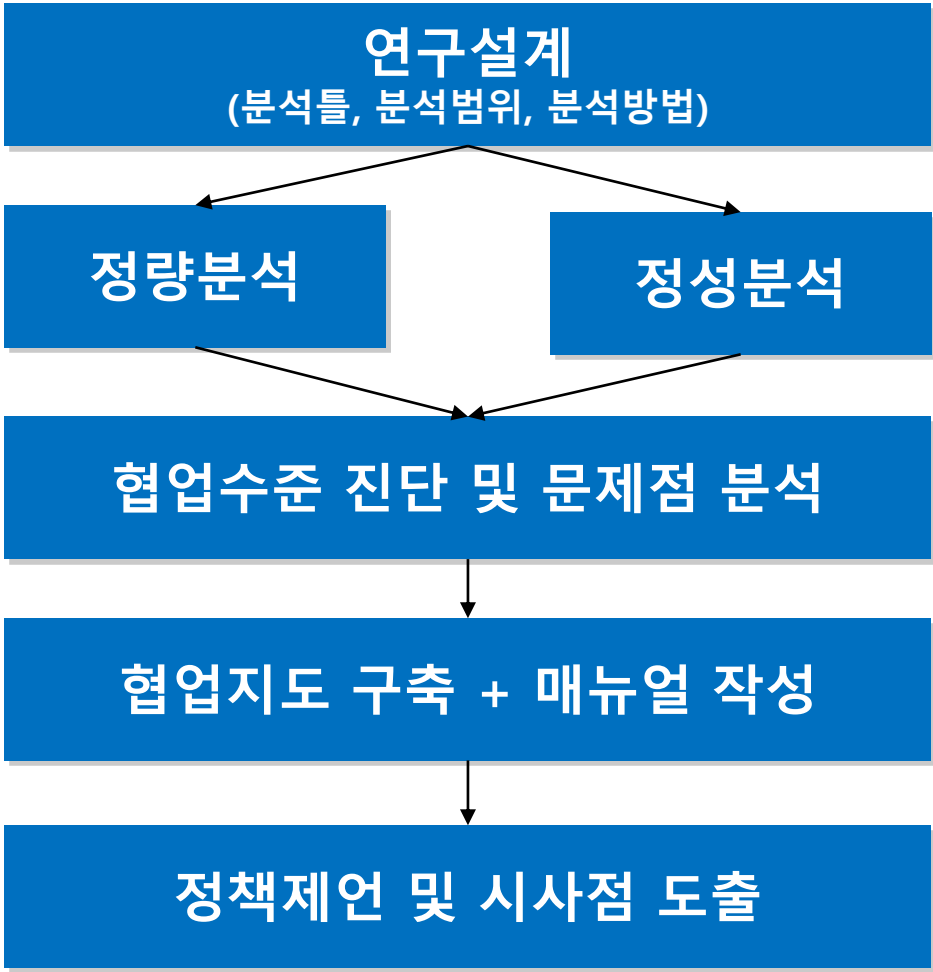 연구설계
(분석틀, 분석범위, 분석방법)
정량분석
정성분석
협업수준 진단 및 문제점 분석
협업지도 구축 + 매뉴얼 작성
정책제언 및 시사점 도출